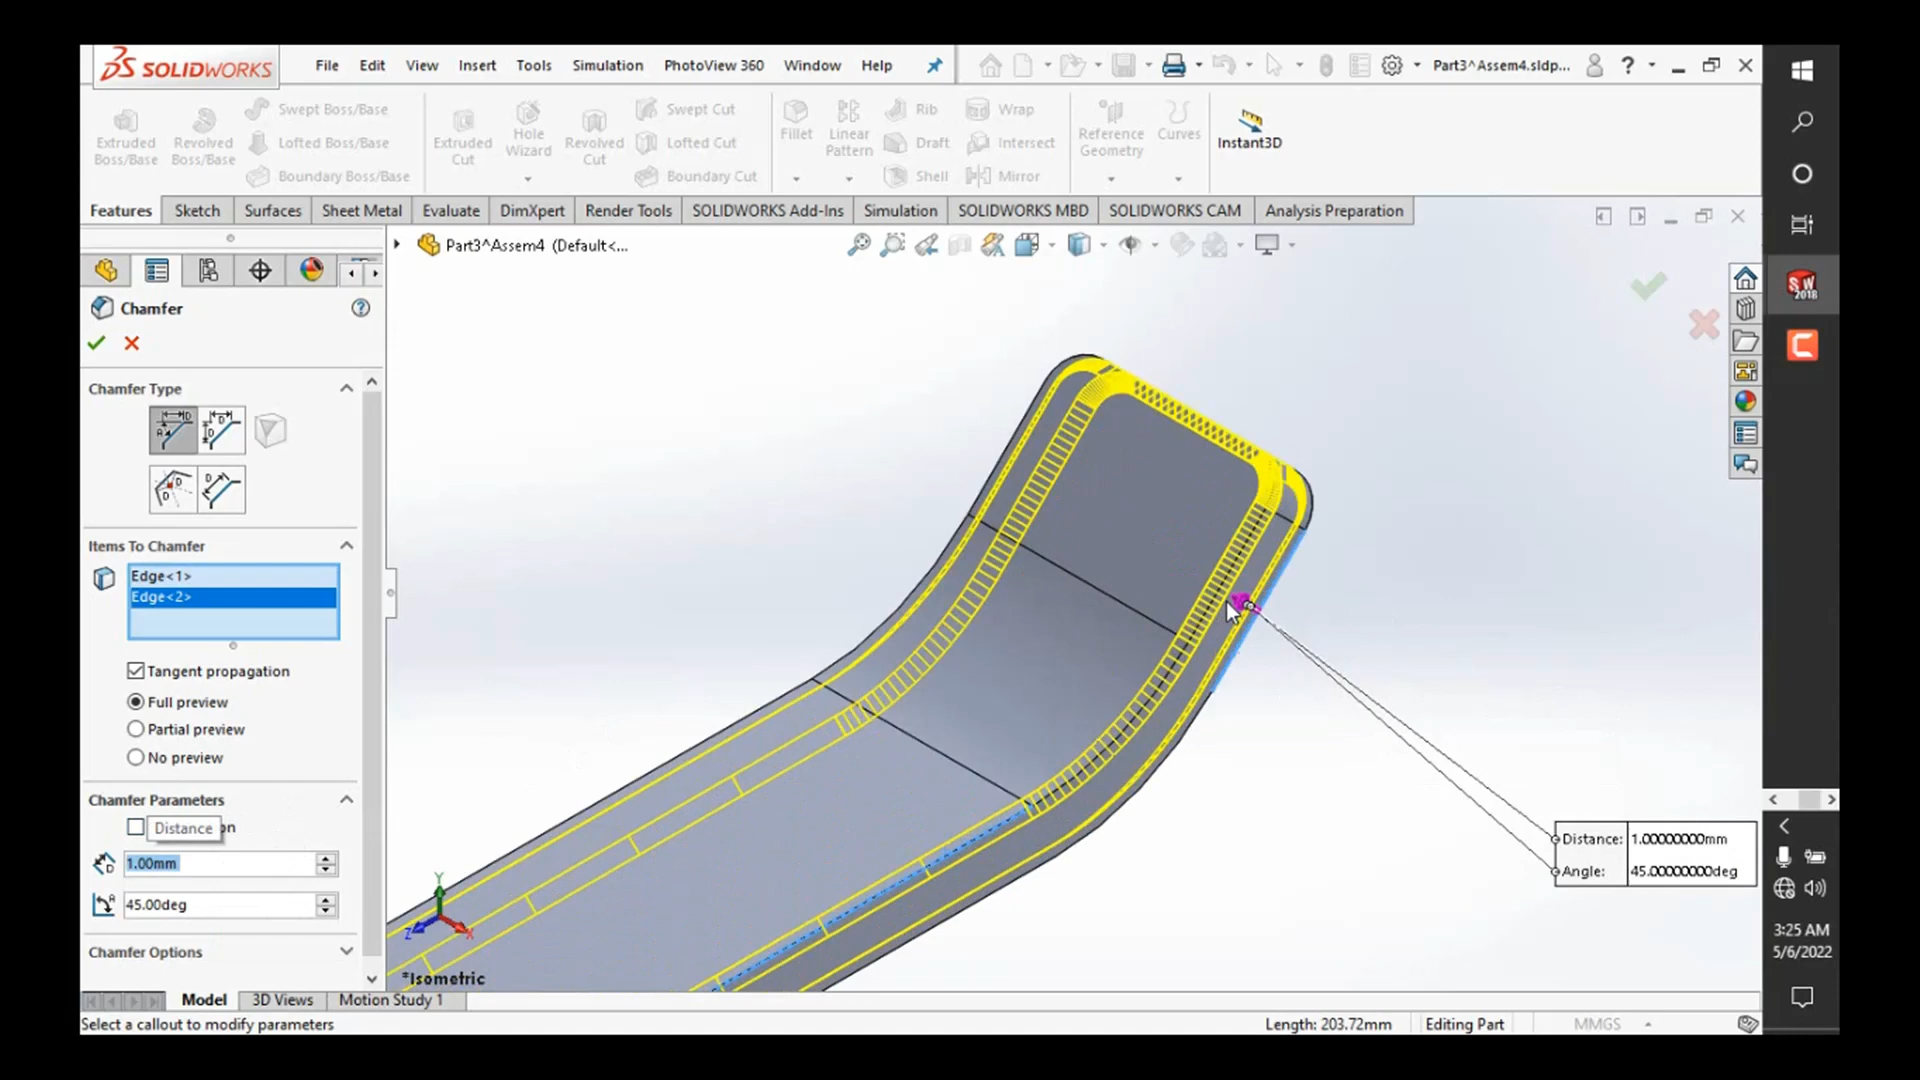 SOLIDWORKS File Edit View Insert Tools Simulation PhotoView 360 Window Help Part3^Assem4.sldp... ?
Extruded Boss/Base
Revolved Boss/Base
Swept Boss/Base
Lofted Boss/Base
Boundary Boss/Base
Extruded Cut
Hole Wizard
Revolved Cut
Swept Cut
Lofted Cut
Boundary Cut
Fillet
Linear Pattern
Rib
Draft
Shell
Wrap
Intersect
Mirror
Reference Geometry
Curves
Instant3D
Features Sketch Surfaces Sheet Metal Evaluate DimXpert Render Tools SOLIDWORKS Add-Ins Simulation SOLIDWORKS MBD SOLIDWORKS CAM Analysis Preparation
Part3^Assem4 (Default<...
SW 2018
Chamfer
Chamfer Type
Items To Chamfer
Edge<1>
Edge<2>
Tangent propagation
Full preview
Partial preview
No preview
Chamfer Parameters
Distance on
1.00mm
45.00deg
Chamfer Options
Distance: 1.00000000mm
Angle: 45.00000000deg
Y
Z
X
*Isometric
3:25 AM
5/6/2022
Model 3D Views Motion Study 1
Select a callout to modify parameters Length: 203.72mm Editing Part MMGS